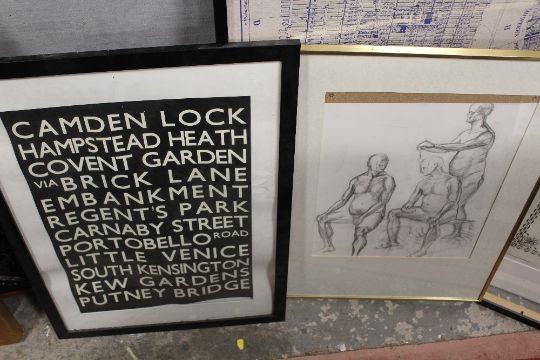 CAMDEN LOCK
HAMPSTEAD HEATH
COVENT GARDEN
VIA BRICK LANE
EMBANKMENT
REGENT'S PARK
CARNABY STREET
PORTOBELLO ROAD
LITTLE VENICE
SOUTH KENSINGTON
KEW GARDENS
PUTNEY BRIDGE